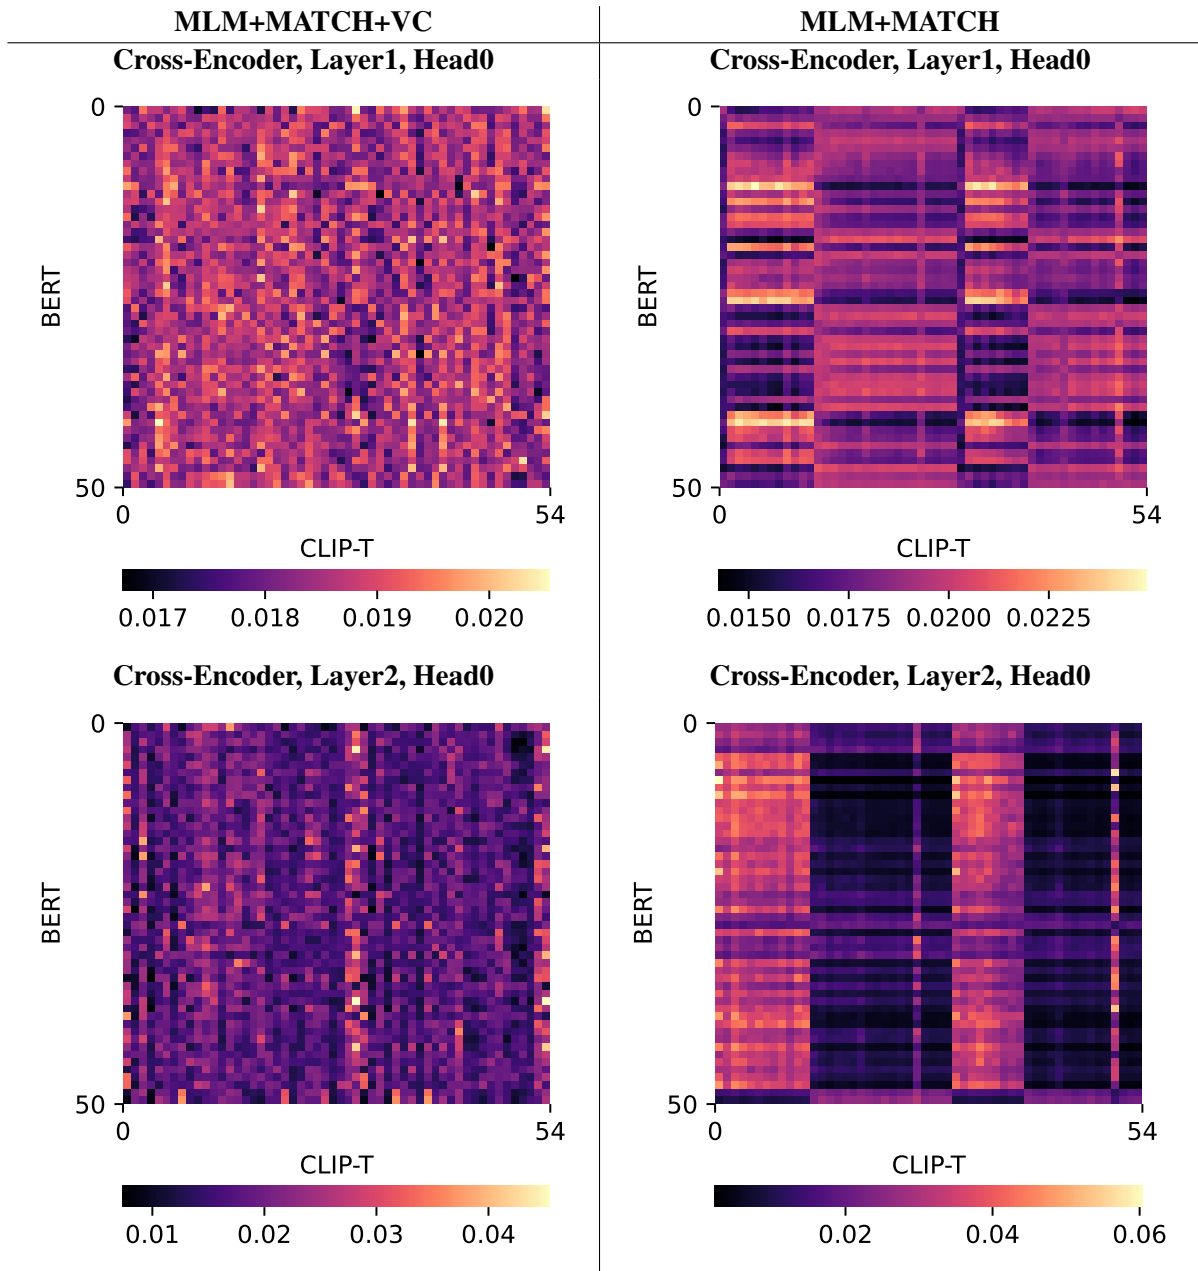 MLM+MATCH+VC
MLM+MATCH
Cross-Encoder, Layer1, Head0
Cross-Encoder, Layer1, Head0
0
BERT
50
0
54
CLIP-T
0.017 0.018 0.019 0.020
0
BERT
50
0
54
CLIP-T
0.0150 0.0175 0.0200 0.0225
Cross-Encoder, Layer2, Head0
Cross-Encoder, Layer2, Head0
0
BERT
50
0
54
CLIP-T
0.01 0.02 0.03 0.04
0
BERT
50
0
54
CLIP-T
0.02 0.04 0.06